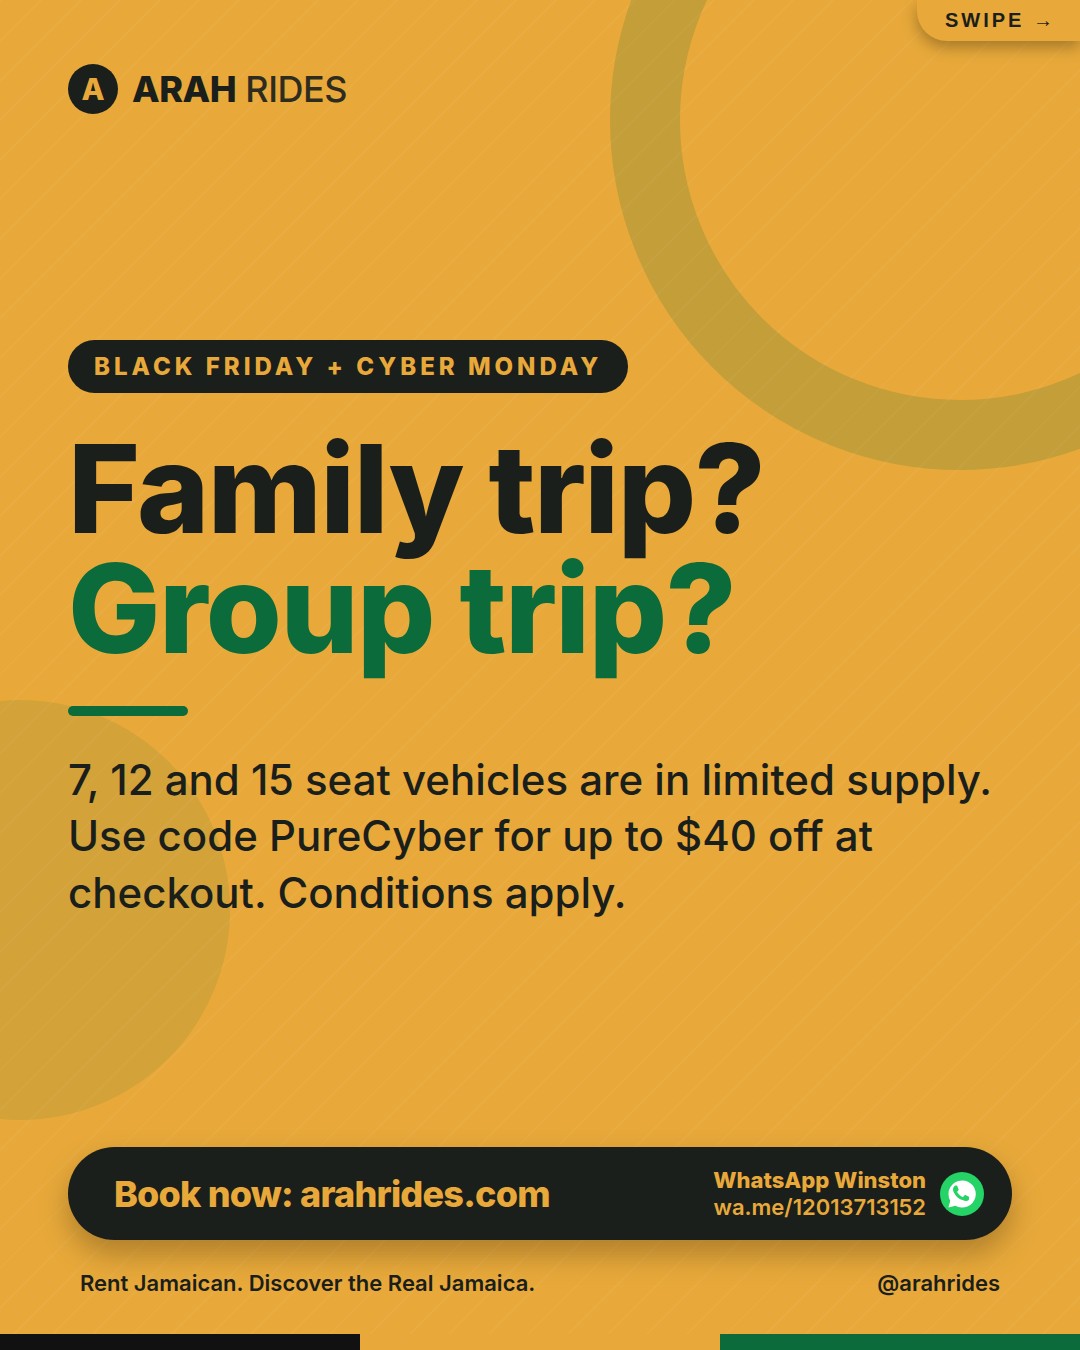 SWIPE →
A ARAH RIDES
BLACK FRIDAY + CYBER MONDAY
Family trip?
Group trip?
7, 12 and 15 seat vehicles are in limited supply.
Use code PureCyber for up to $40 off at
checkout. Conditions apply.
Book now: arahrides.com
WhatsApp Winston
wa.me/12013713152
Rent Jamaican. Discover the Real Jamaica.
@arahrides